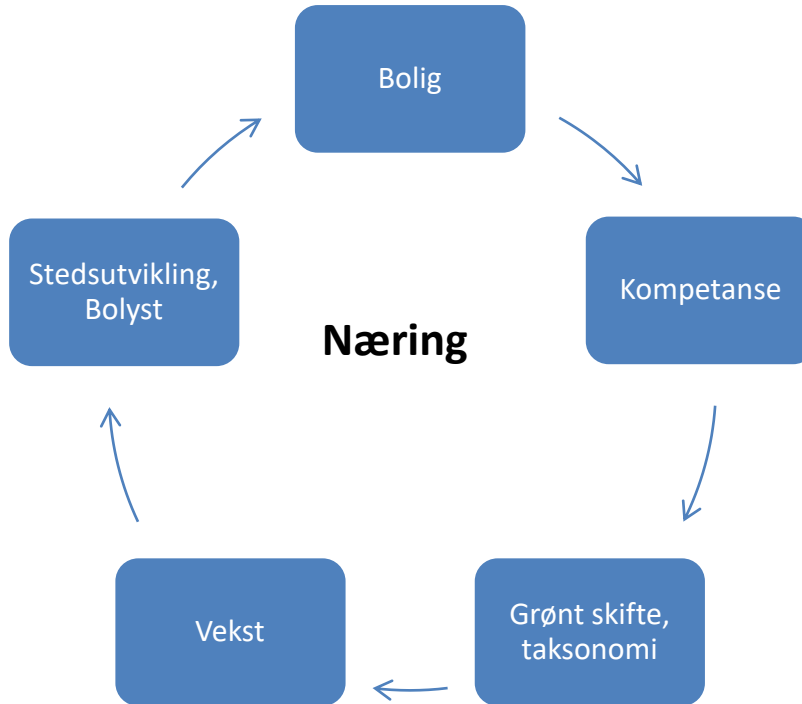 Bolig
Kompetanse
Grønt skifte,
taksonomi
Vekst
Stedsutvikling,
Bolyst
Næring